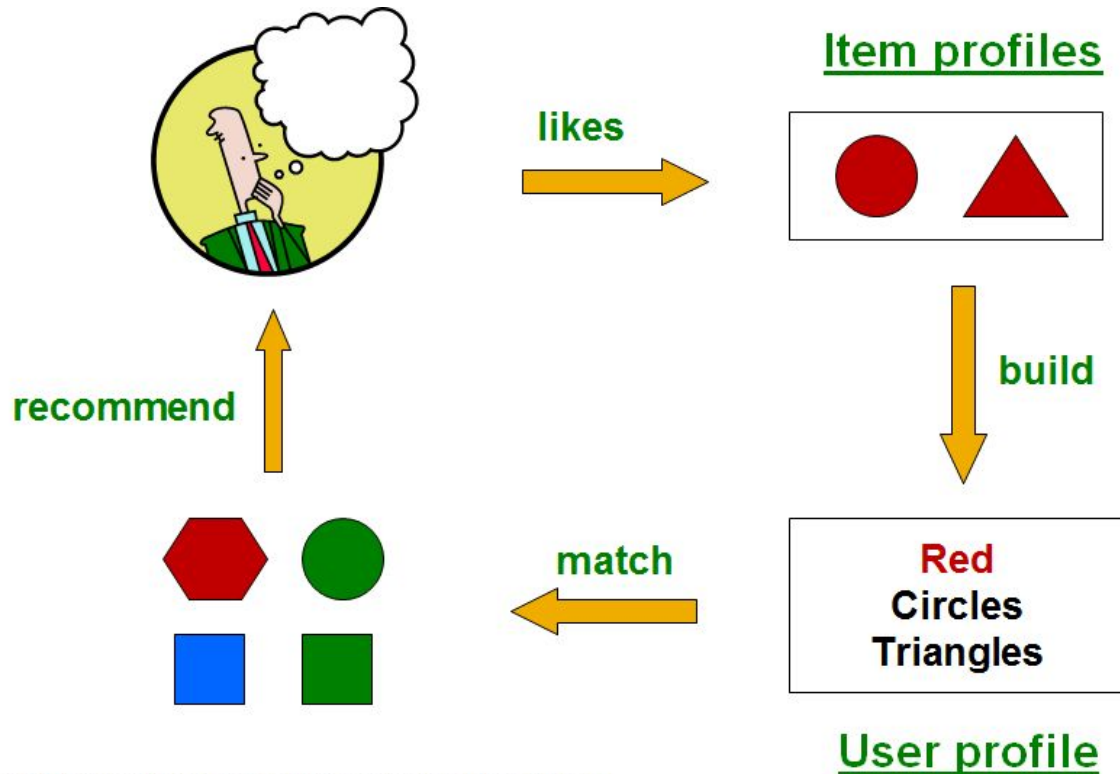 Item profiles
likes
build
recommend
match
Red
Circles
Triangles
User profile